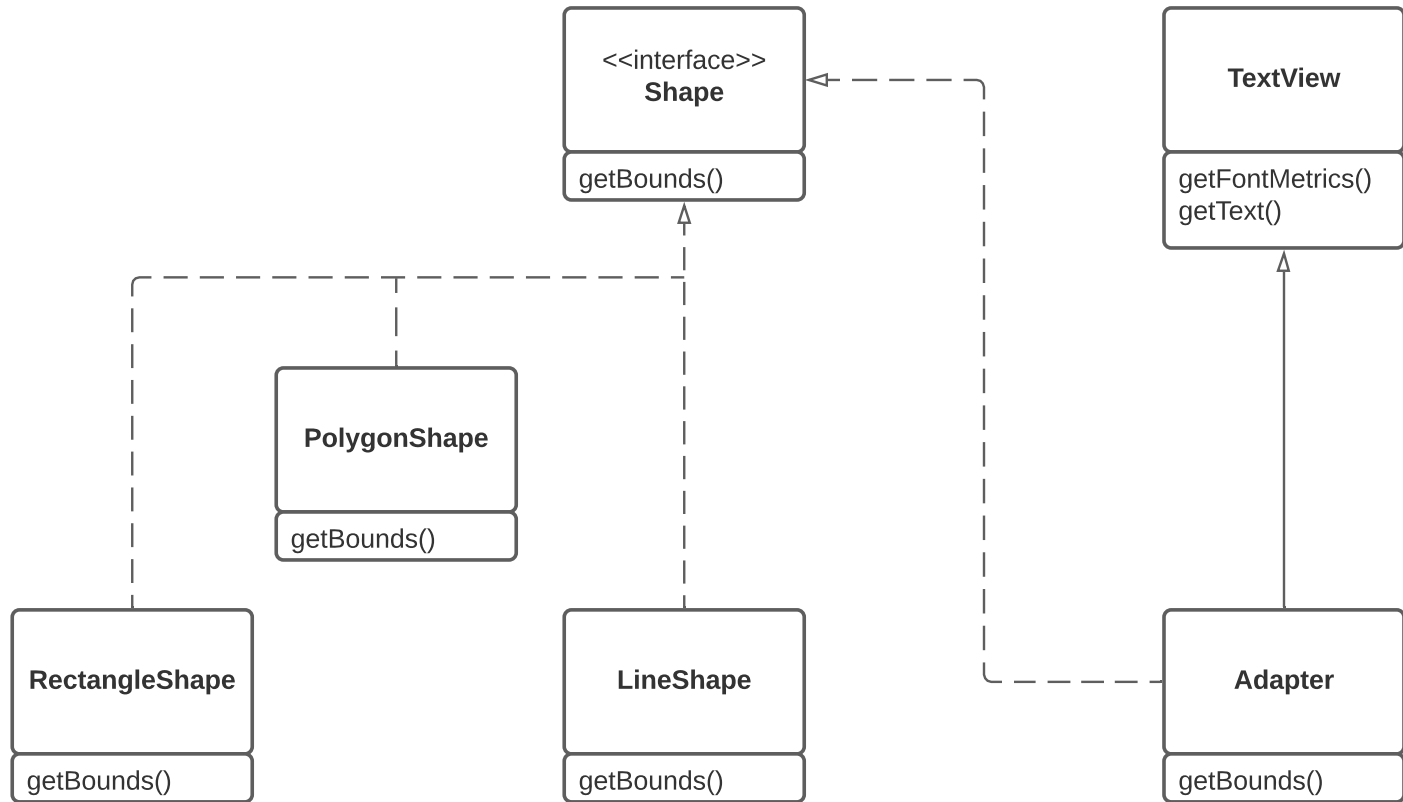 <<interface>>
Shape
getBounds()
TextView
getFontMetrics()
getText()
PolygonShape
getBounds()
RectangleShape
getBounds()
LineShape
getBounds()
Adapter
getBounds()